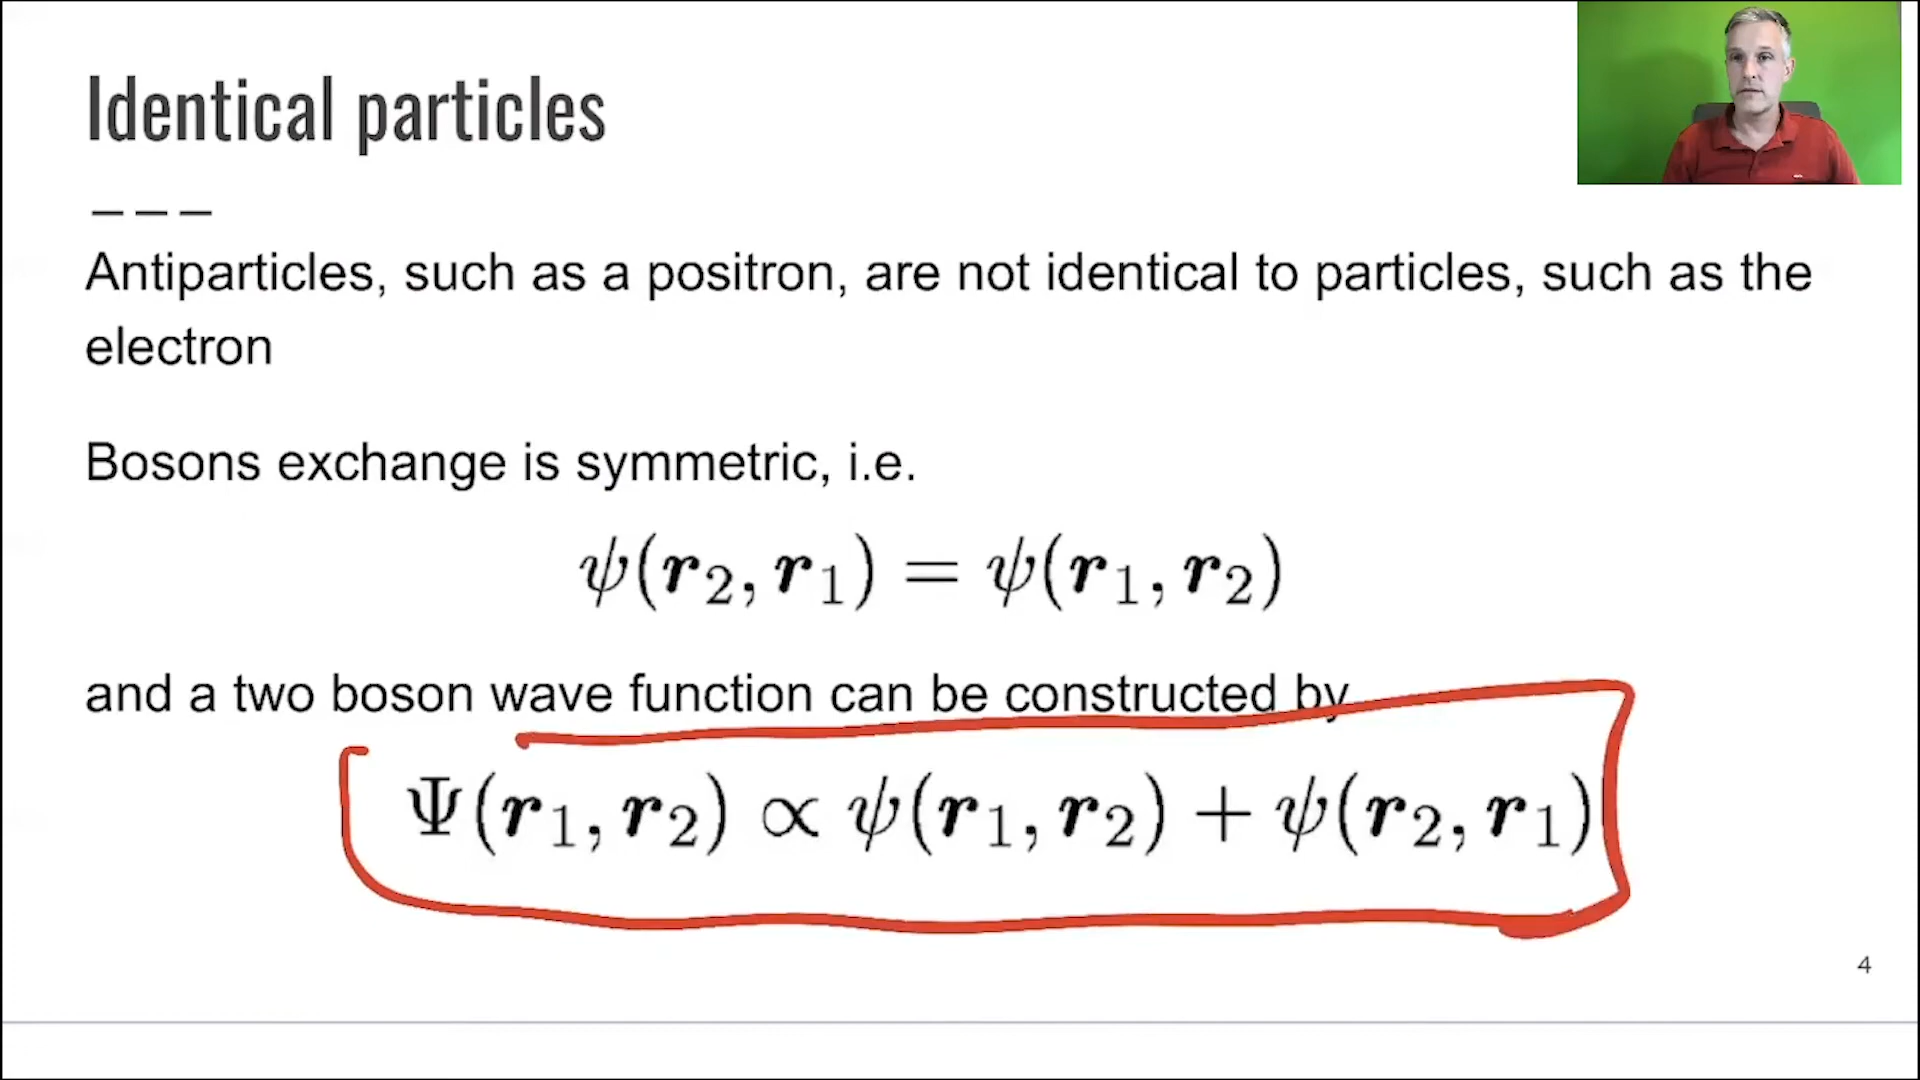 Identical particles
Antiparticles, such as a positron, are not identical to particles, such as the
electron
Bosons exchange is symmetric, i.e.
ψ(r₂, r₁) = ψ(r₁, r₂)
and a two boson wave function can be constructed by
Ψ(r₁, r₂) ∝ ψ(r₁, r₂) + ψ(r₂, r₁)
4